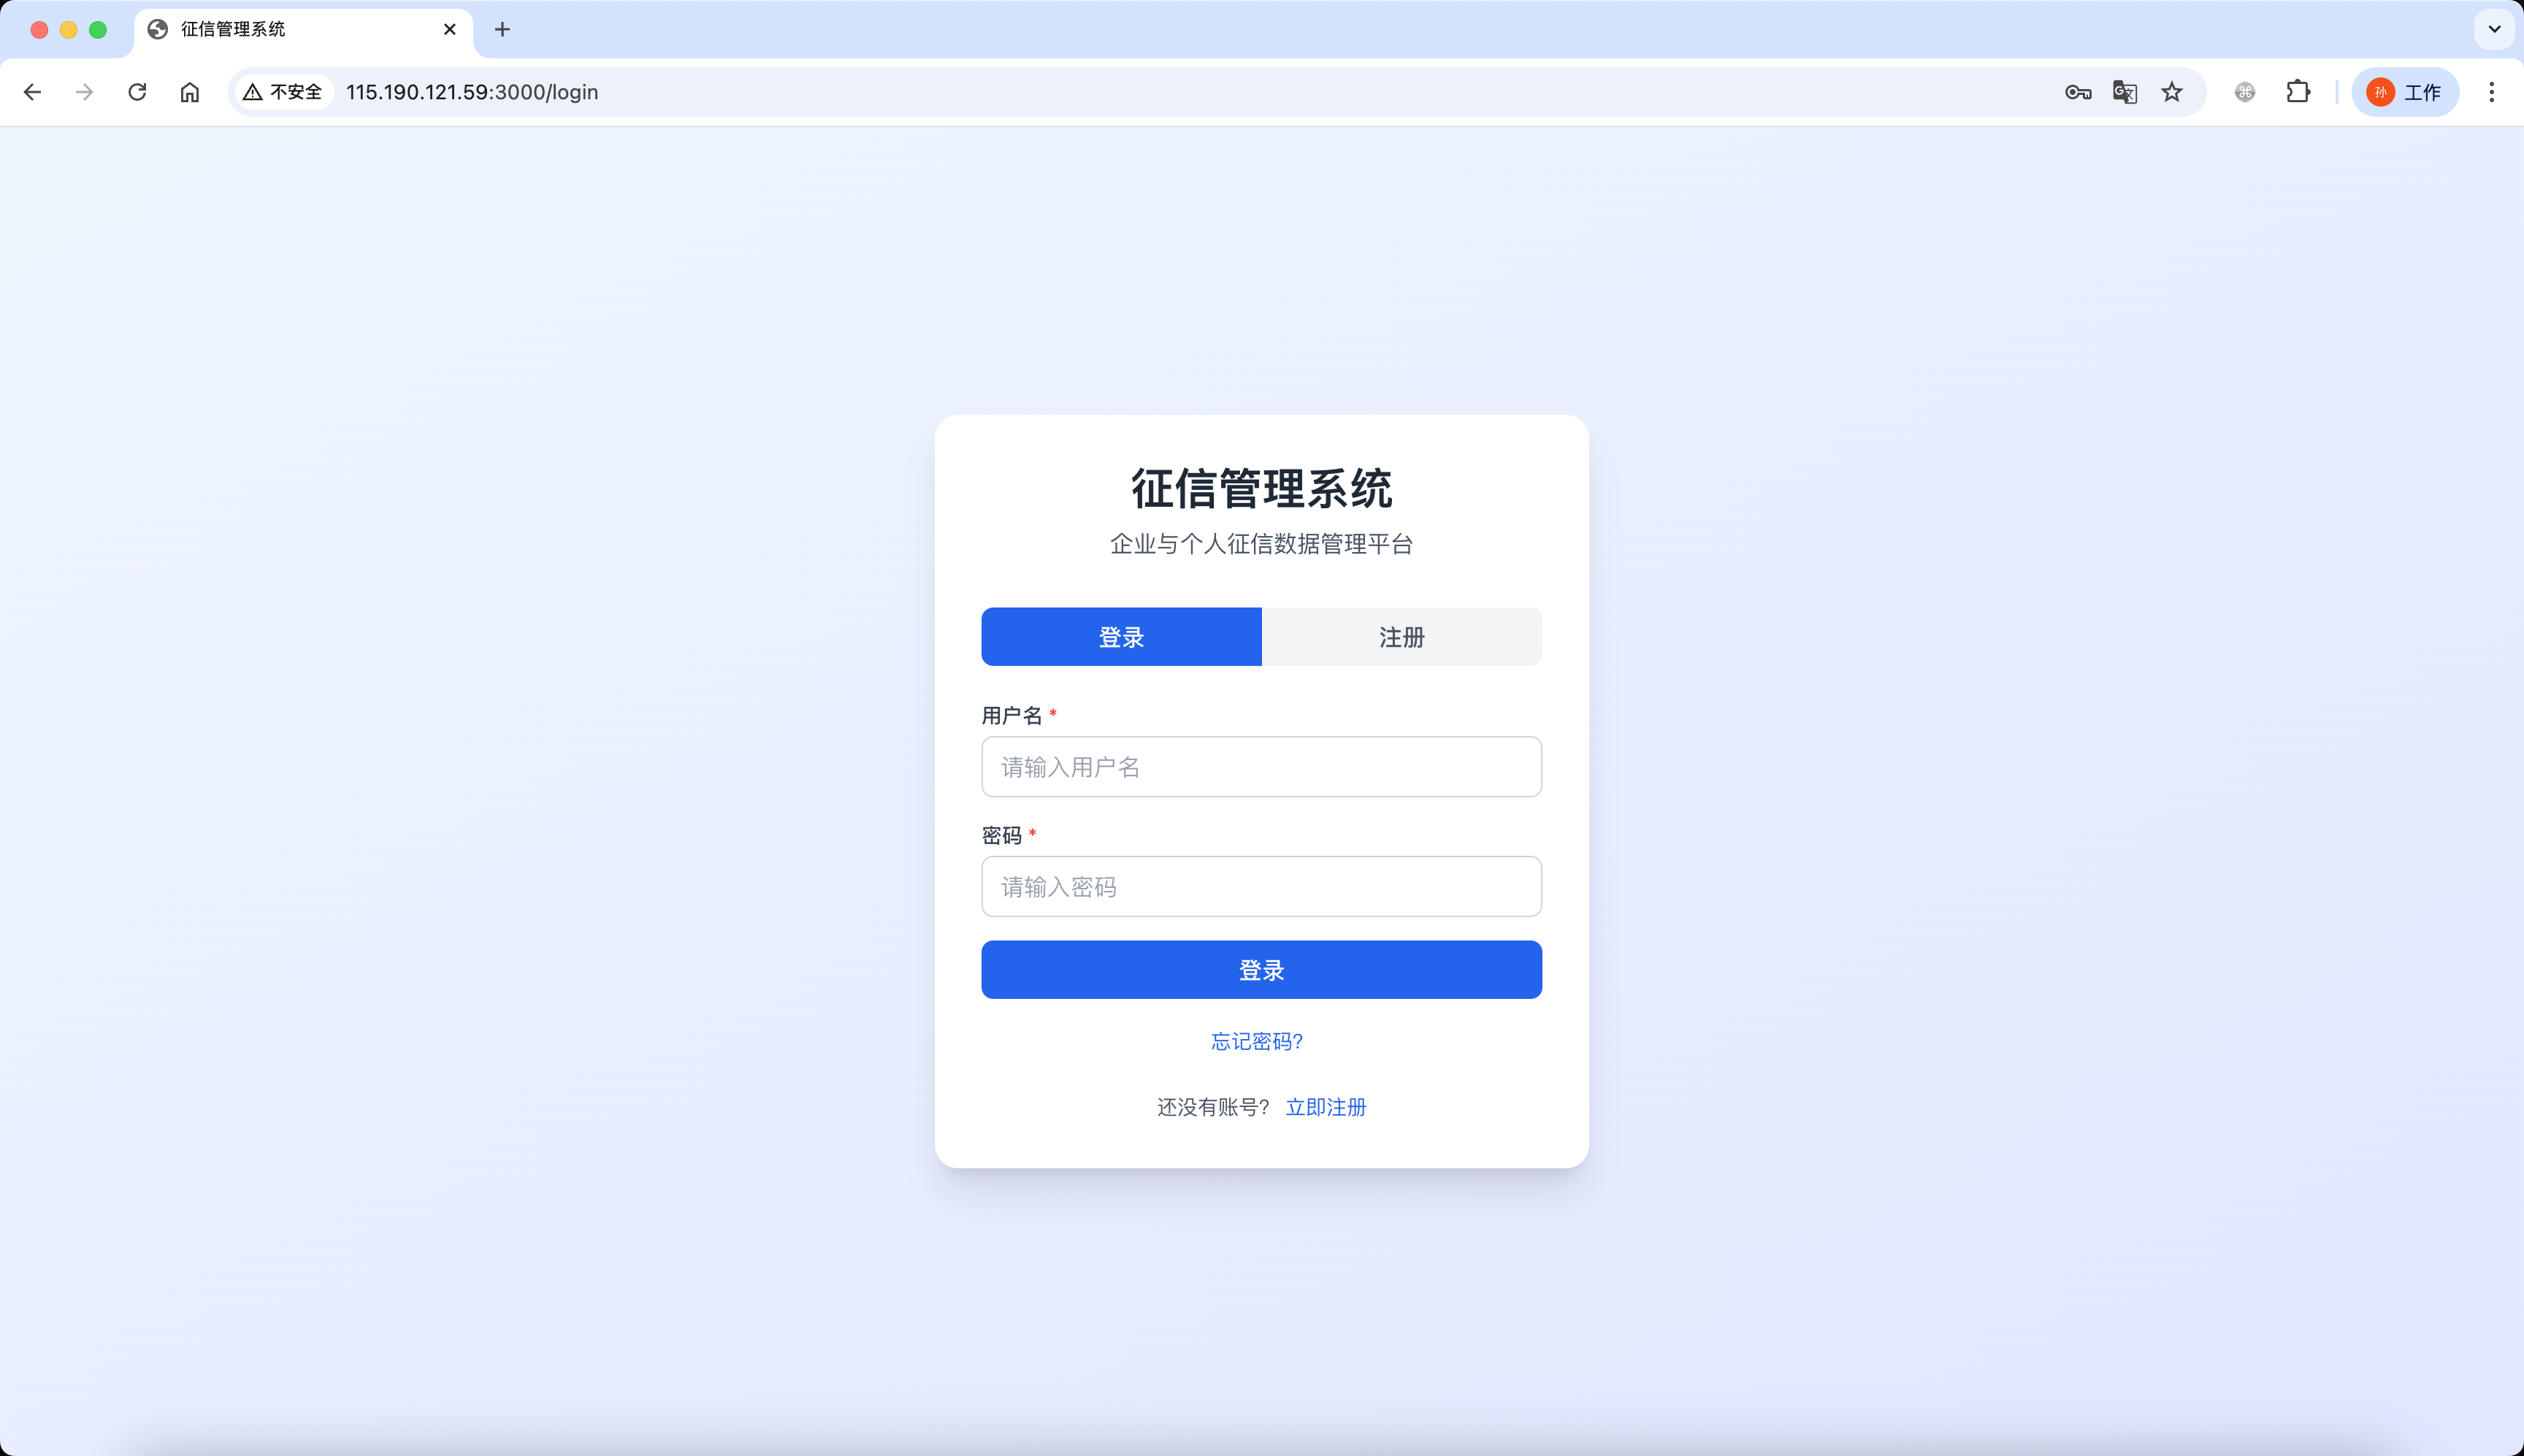 征信管理系统
不安全 115.190.121.59:3000/login 孙 工作
征信管理系统
企业与个人征信数据管理平台
登录 注册
用户名 *
请输入用户名
密码 *
请输入密码
登录
忘记密码?
还没有账号? 立即注册